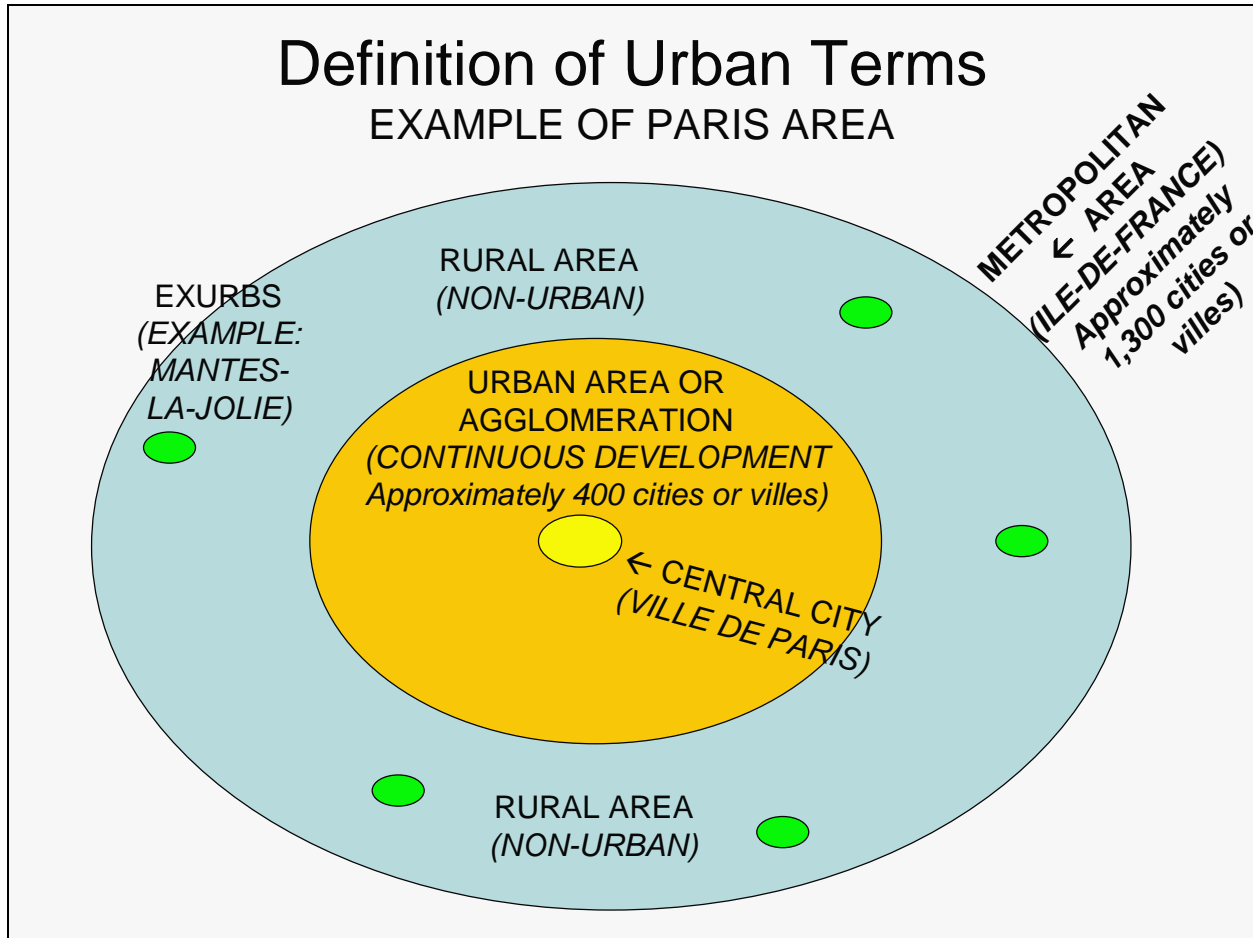 Definition of Urban Terms
EXAMPLE OF PARIS AREA
METROPOLITAN
← AREA
(ILE-DE-FRANCE)
Approximately
1,300 cities or
villes)
RURAL AREA
(NON-URBAN)
EXURBS
(EXAMPLE:
MANTES-
LA-JOLIE)
URBAN AREA OR
AGGLOMERATION
(CONTINUOUS DEVELOPMENT
Approximately 400 cities or villes)
← CENTRAL CITY
(VILLE DE PARIS)
RURAL AREA
(NON-URBAN)